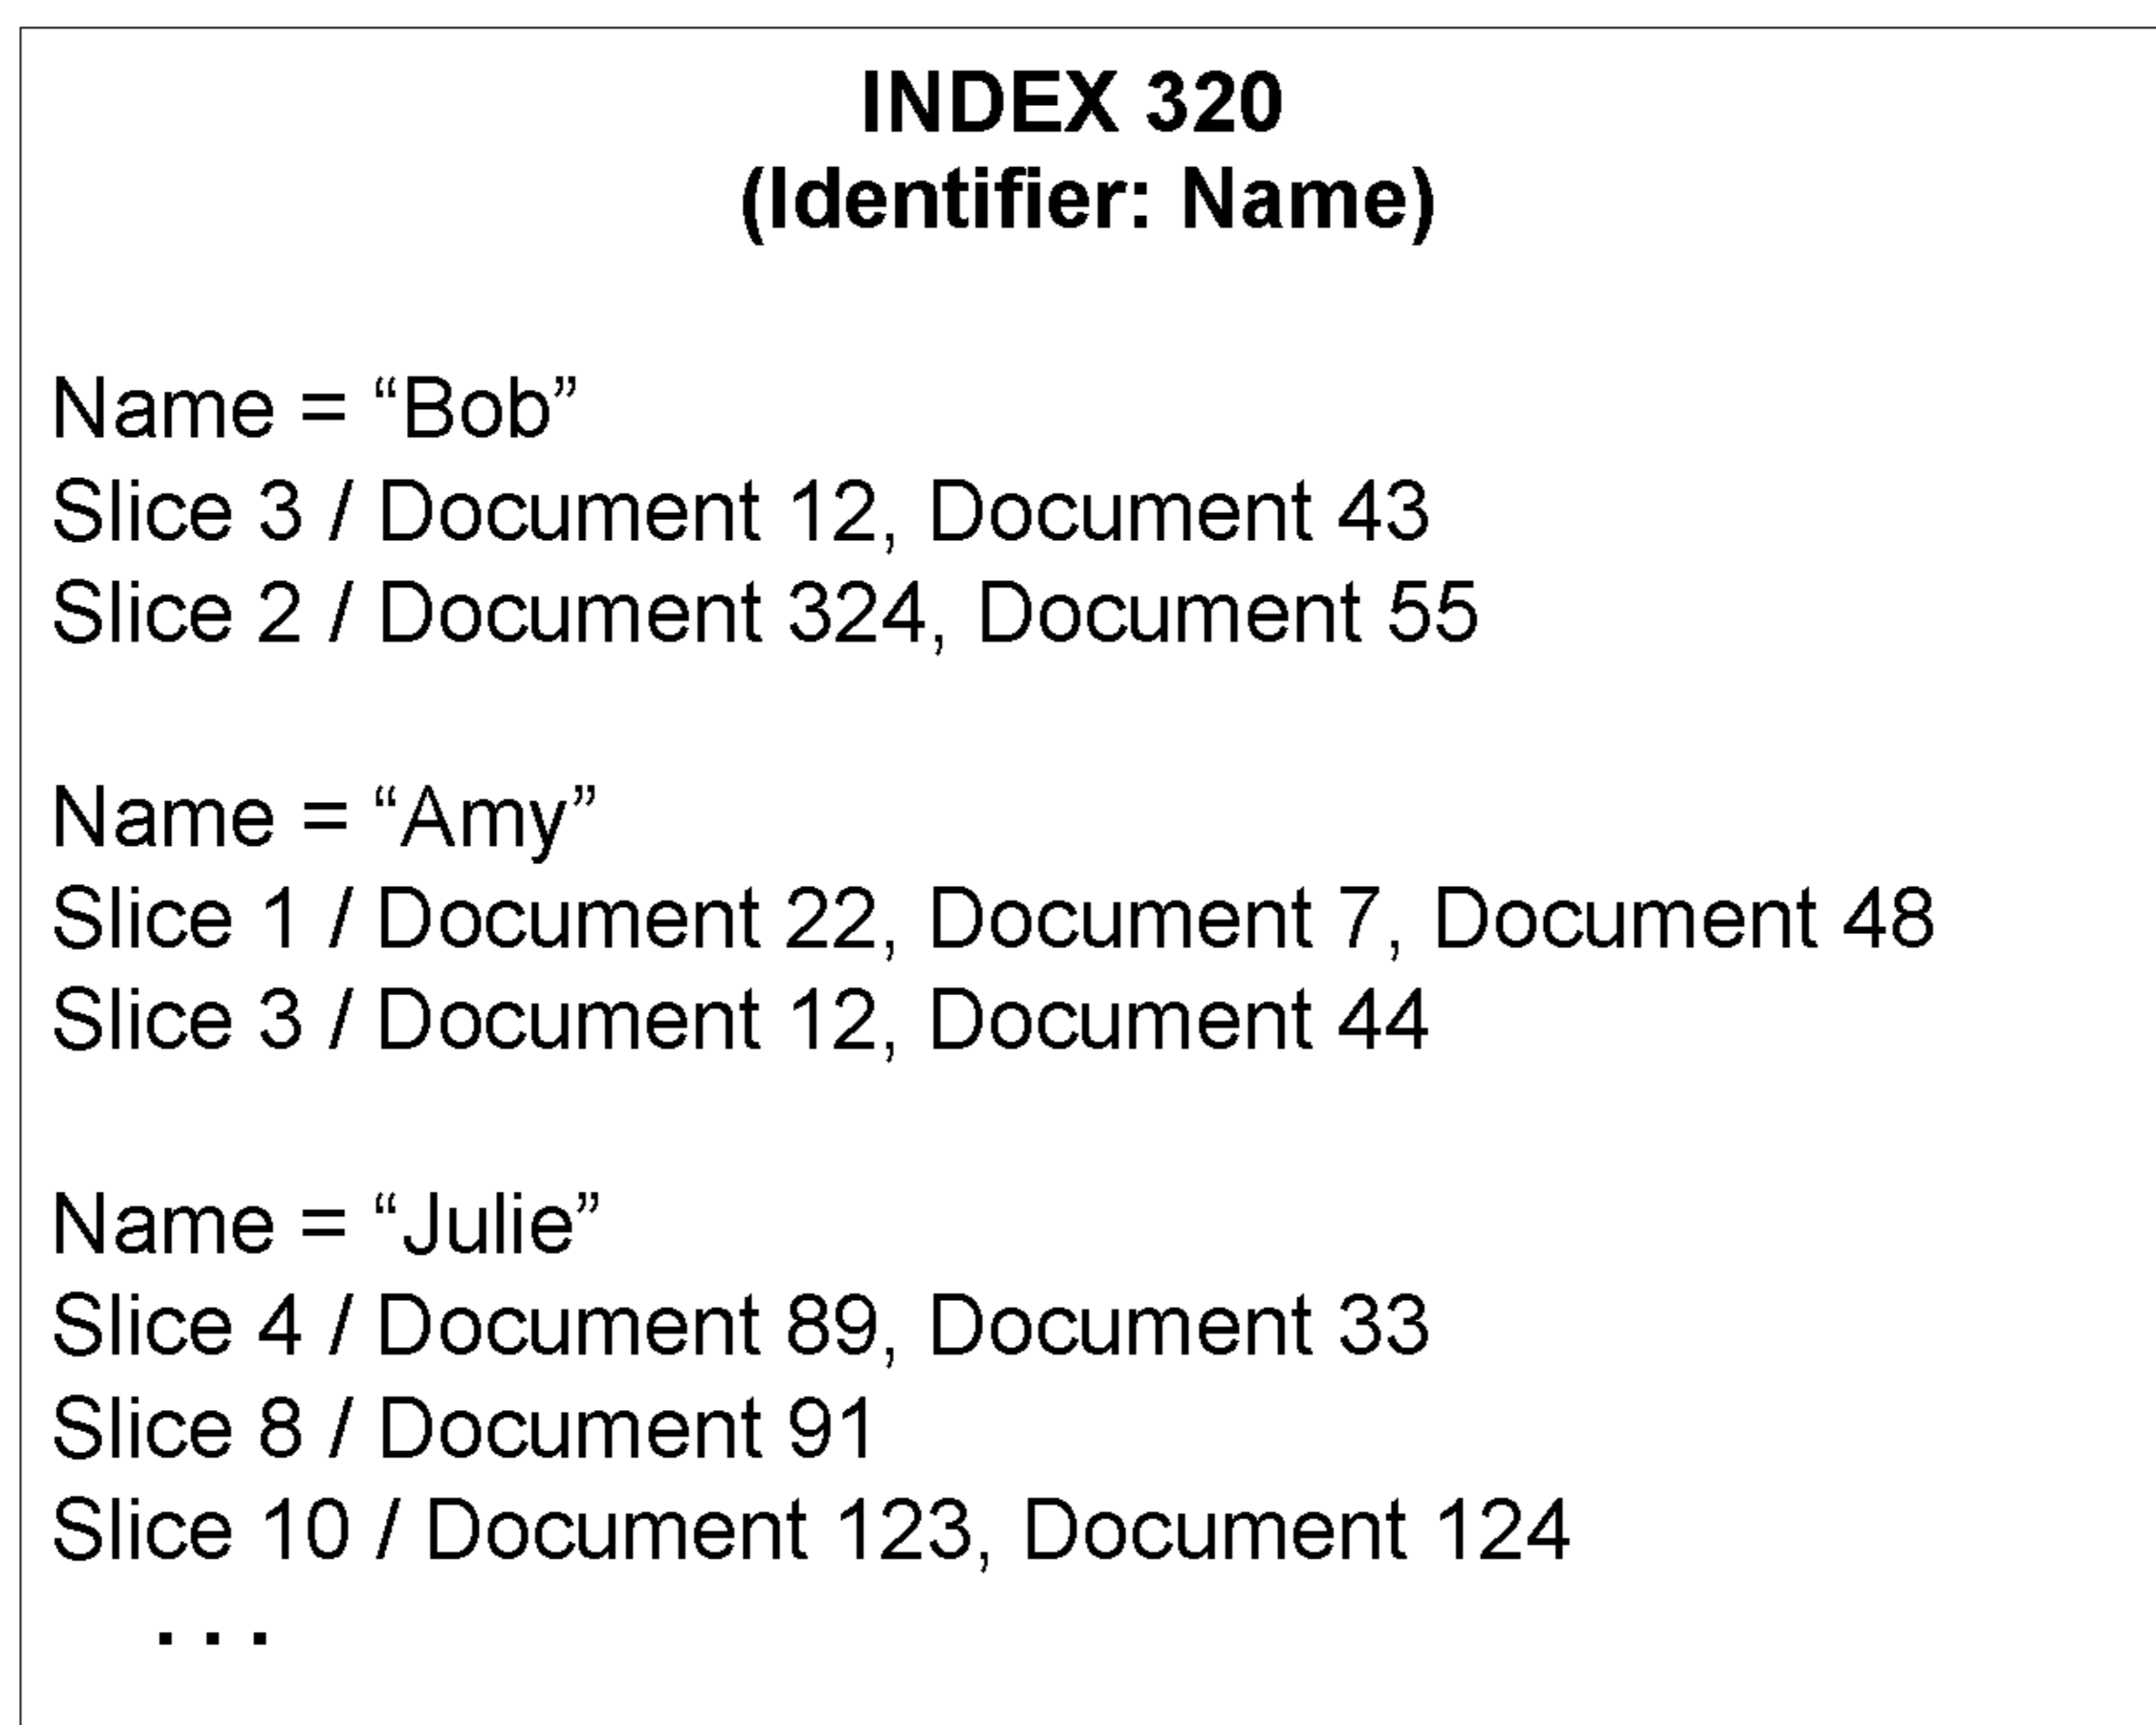 INDEX 320
(Identifier: Name)
Name = “Bob”
Slice 3 / Document 12, Document 43
Slice 2 / Document 324, Document 55
Name = “Amy”
Slice 1 / Document 22, Document 7, Document 48
Slice 3 / Document 12, Document 44
Name = “Julie”
Slice 4 / Document 89, Document 33
Slice 8 / Document 91
Slice 10 / Document 123, Document 124
. . .